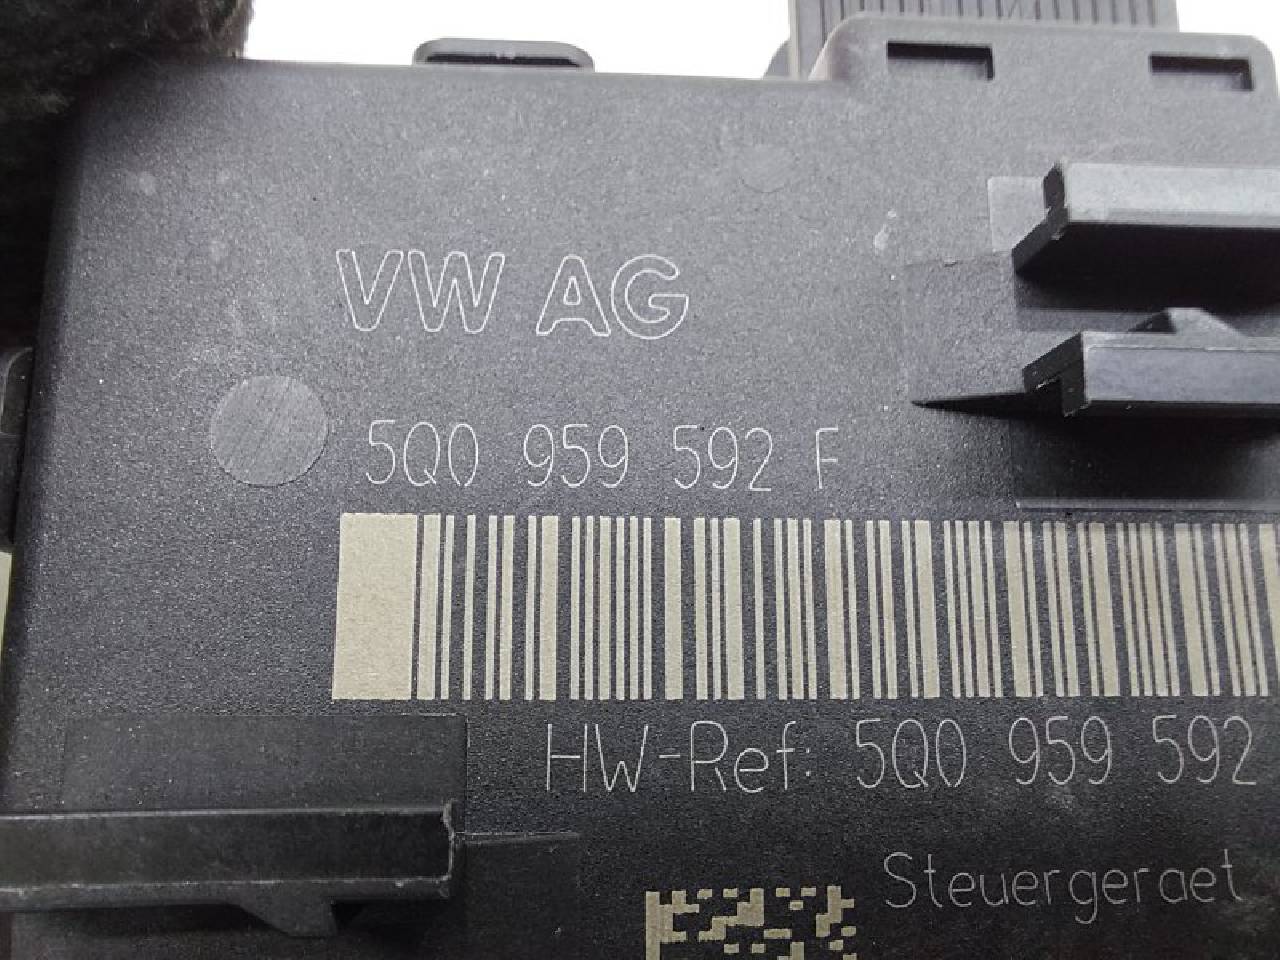 VW AG
5Q0 959 592 F
HW-Ref: 5Q0 959 592
Steuergeraet